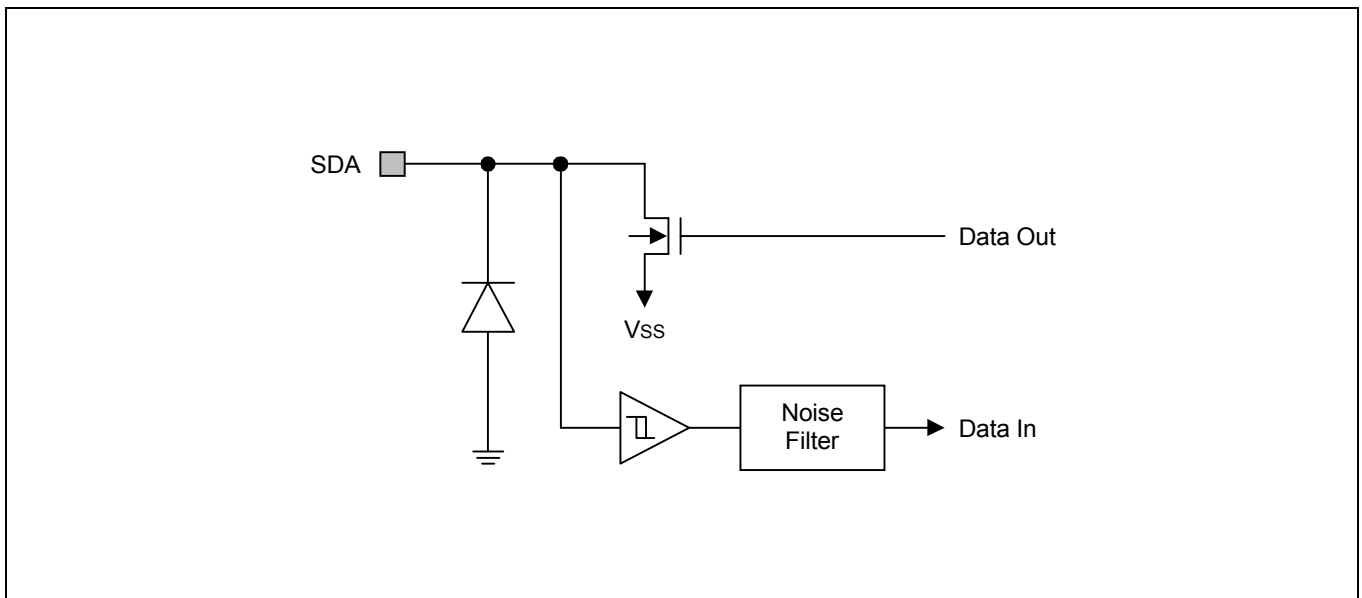 SDA
Data Out
Vss
Noise
Filter
Data In